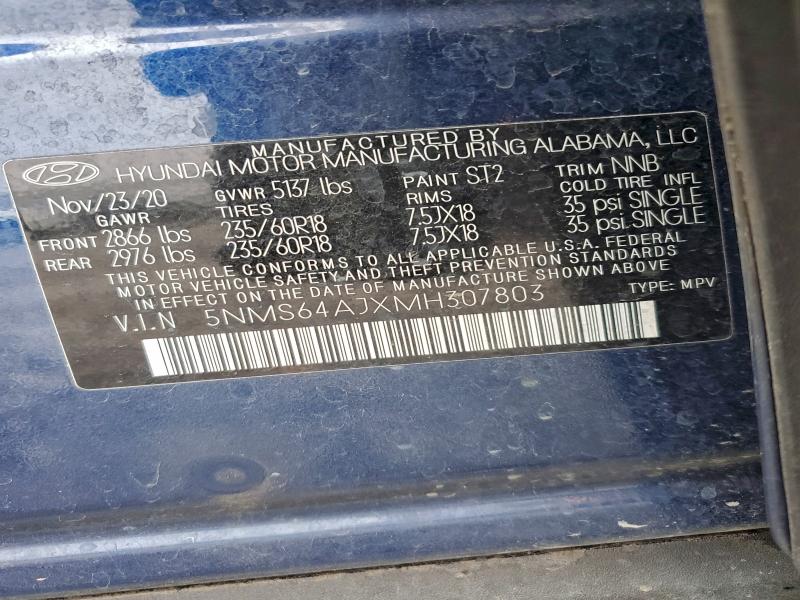 MANUFACTURED BY
HYUNDAI MOTOR MANUFACTURING ALABAMA, LLC
Nov/23/20 GVWR 5137 lbs PAINT ST2 TRIM NNB
GAWR TIRES RIMS COLD TIRE INFL
FRONT 2866 lbs 235/60R18 7.5JX18 35 psi SINGLE
REAR 2976 lbs 235/60R18 7.5JX18 35 psi SINGLE
THIS VEHICLE CONFORMS TO ALL APPLICABLE U.S.A. FEDERAL
MOTOR VEHICLE SAFETY AND THEFT PREVENTION STANDARDS
IN EFFECT ON THE DATE OF MANUFACTURE SHOWN ABOVE
V.I.N 5NMS64AJXMH307803 TYPE: MPV